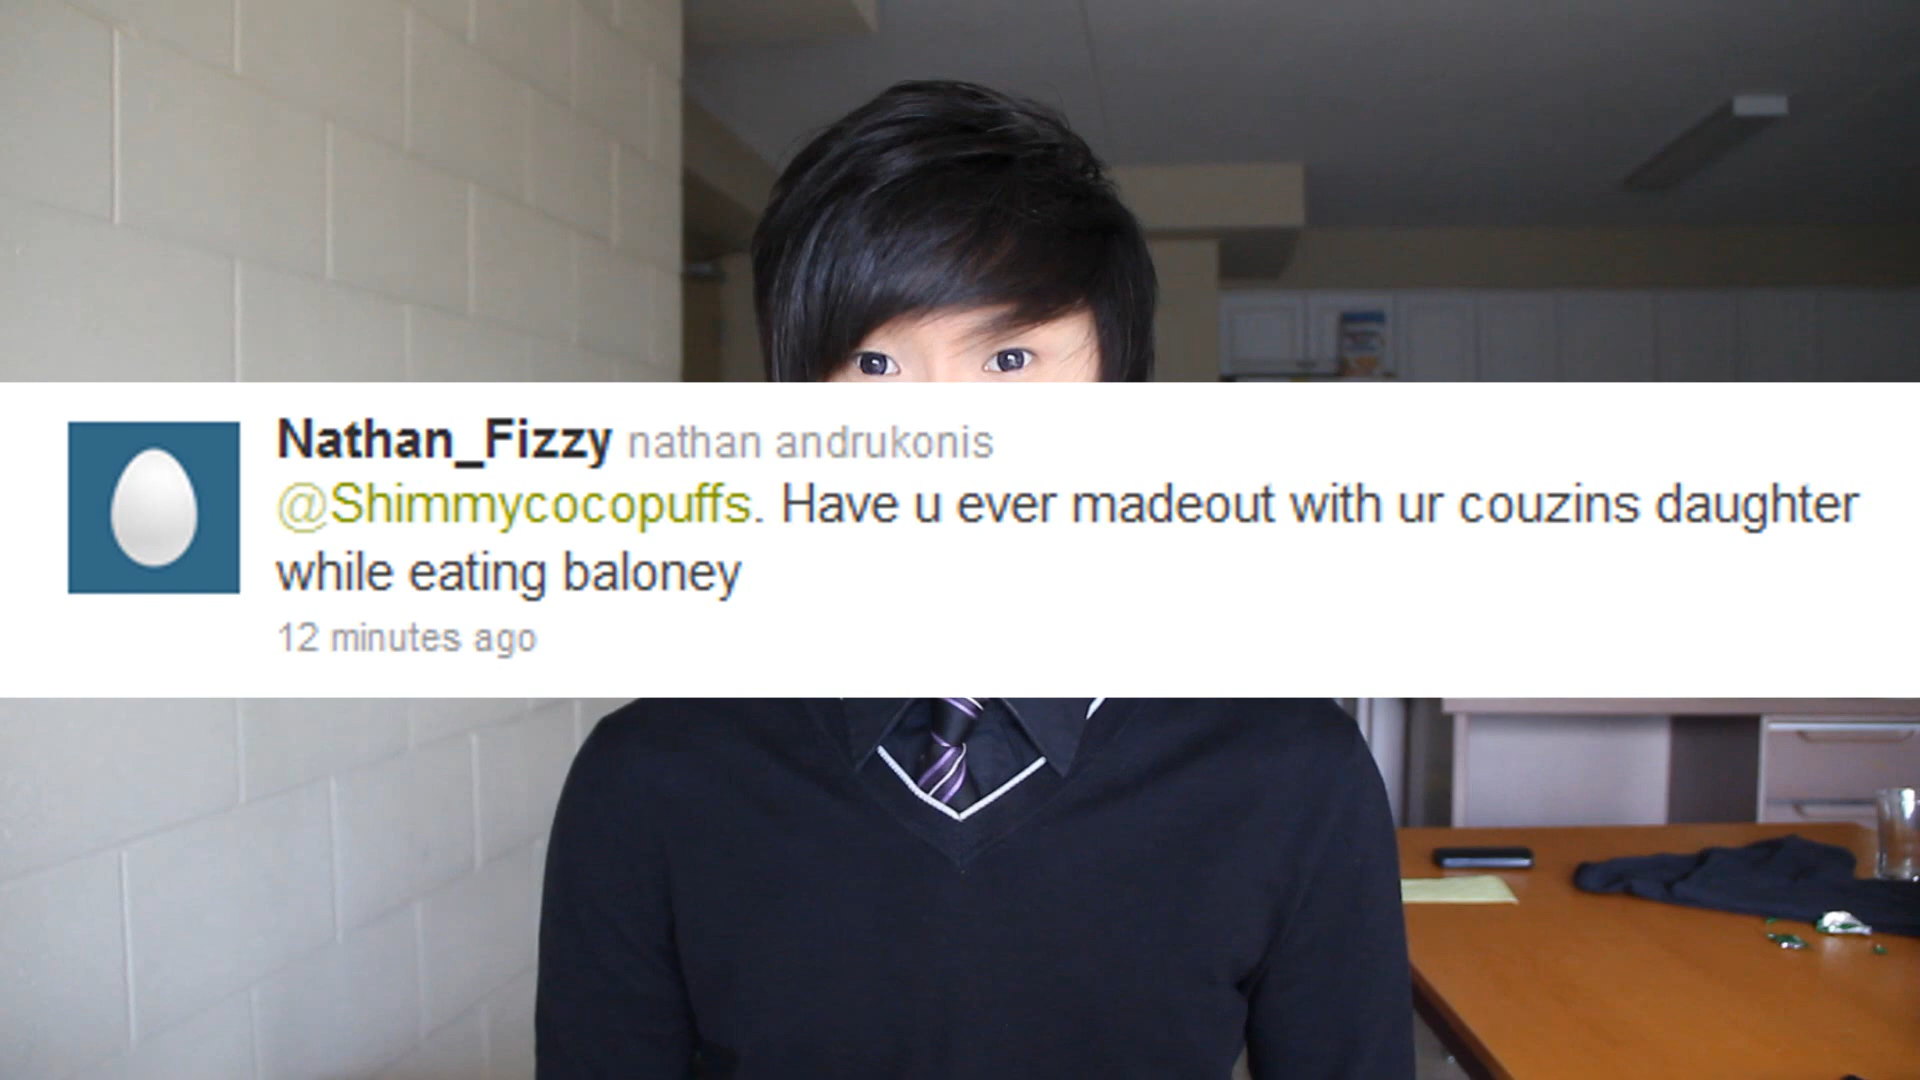 Nathan_Fizzy nathan andrukonis
@Shimmycocopuffs. Have u ever madeout with ur couzins daughter
while eating baloney
12 minutes ago